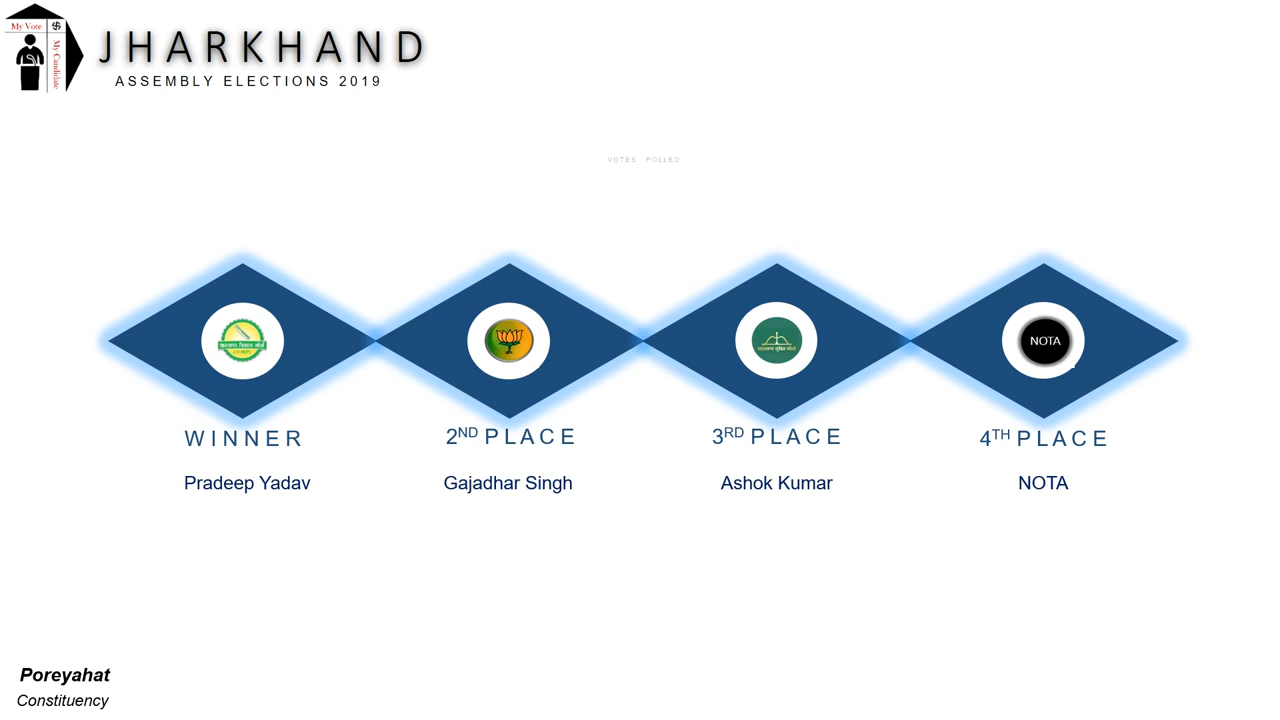 My Vote
My Candidate
JHARKHAND
ASSEMBLY ELECTIONS 2019
VOTES POLLED
NOTA
WINNER
2ND PLACE
3RD PLACE
4TH PLACE
Pradeep Yadav
Gajadhar Singh
Ashok Kumar
NOTA
Poreyahat
Constituency